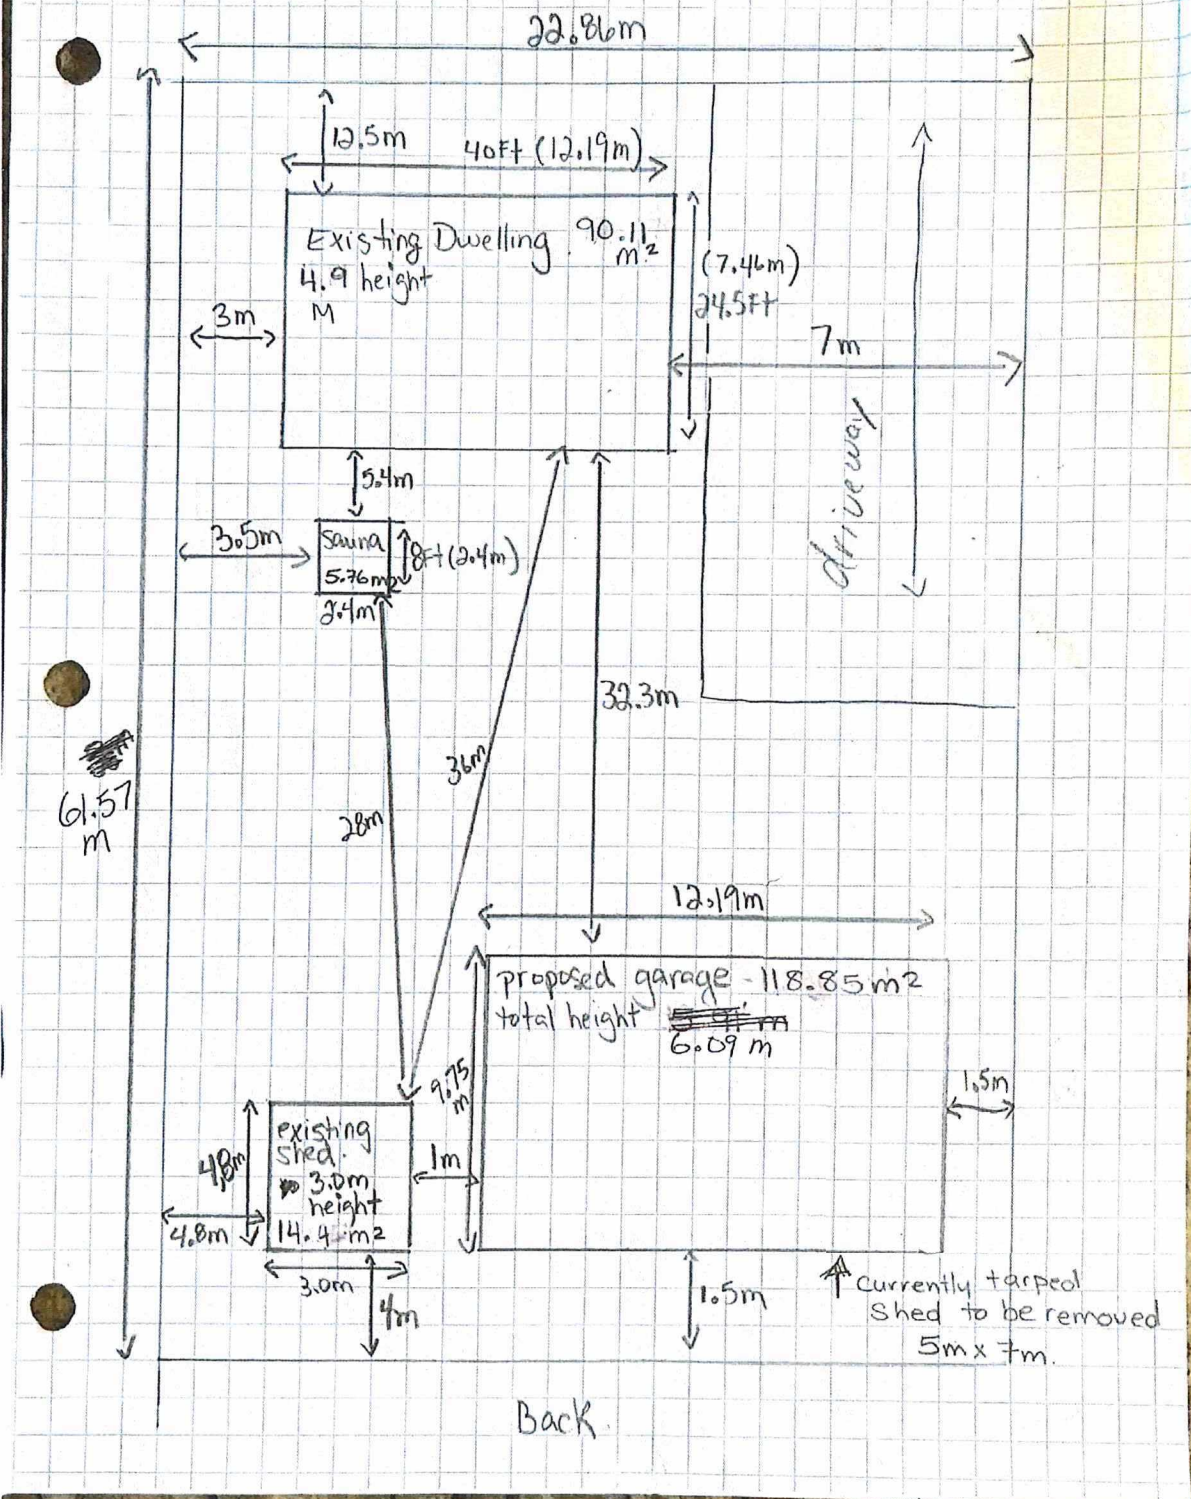 22.86m
12.5m
40Ft (12.19m)
Existing Dwelling . 90.11
m²
4.9 height
M
(7.46m)
24.5Ft
3m
7m
driveway
5.4m
3.5m
Sauna
8Ft (2.4m)
5.76m2
2.4m
32.3m
36m
61.57
m
28m
12.19m
proposed garage - 118.85m2
total height
6.09 m
9.75
m
1.5m
existing
shed.
3.0m
height
14.4 m2
4.8m
1m
4.8m
3.0m
4m
1.5m
currently tarped
Shed to be removed
5m x 7m.
Back